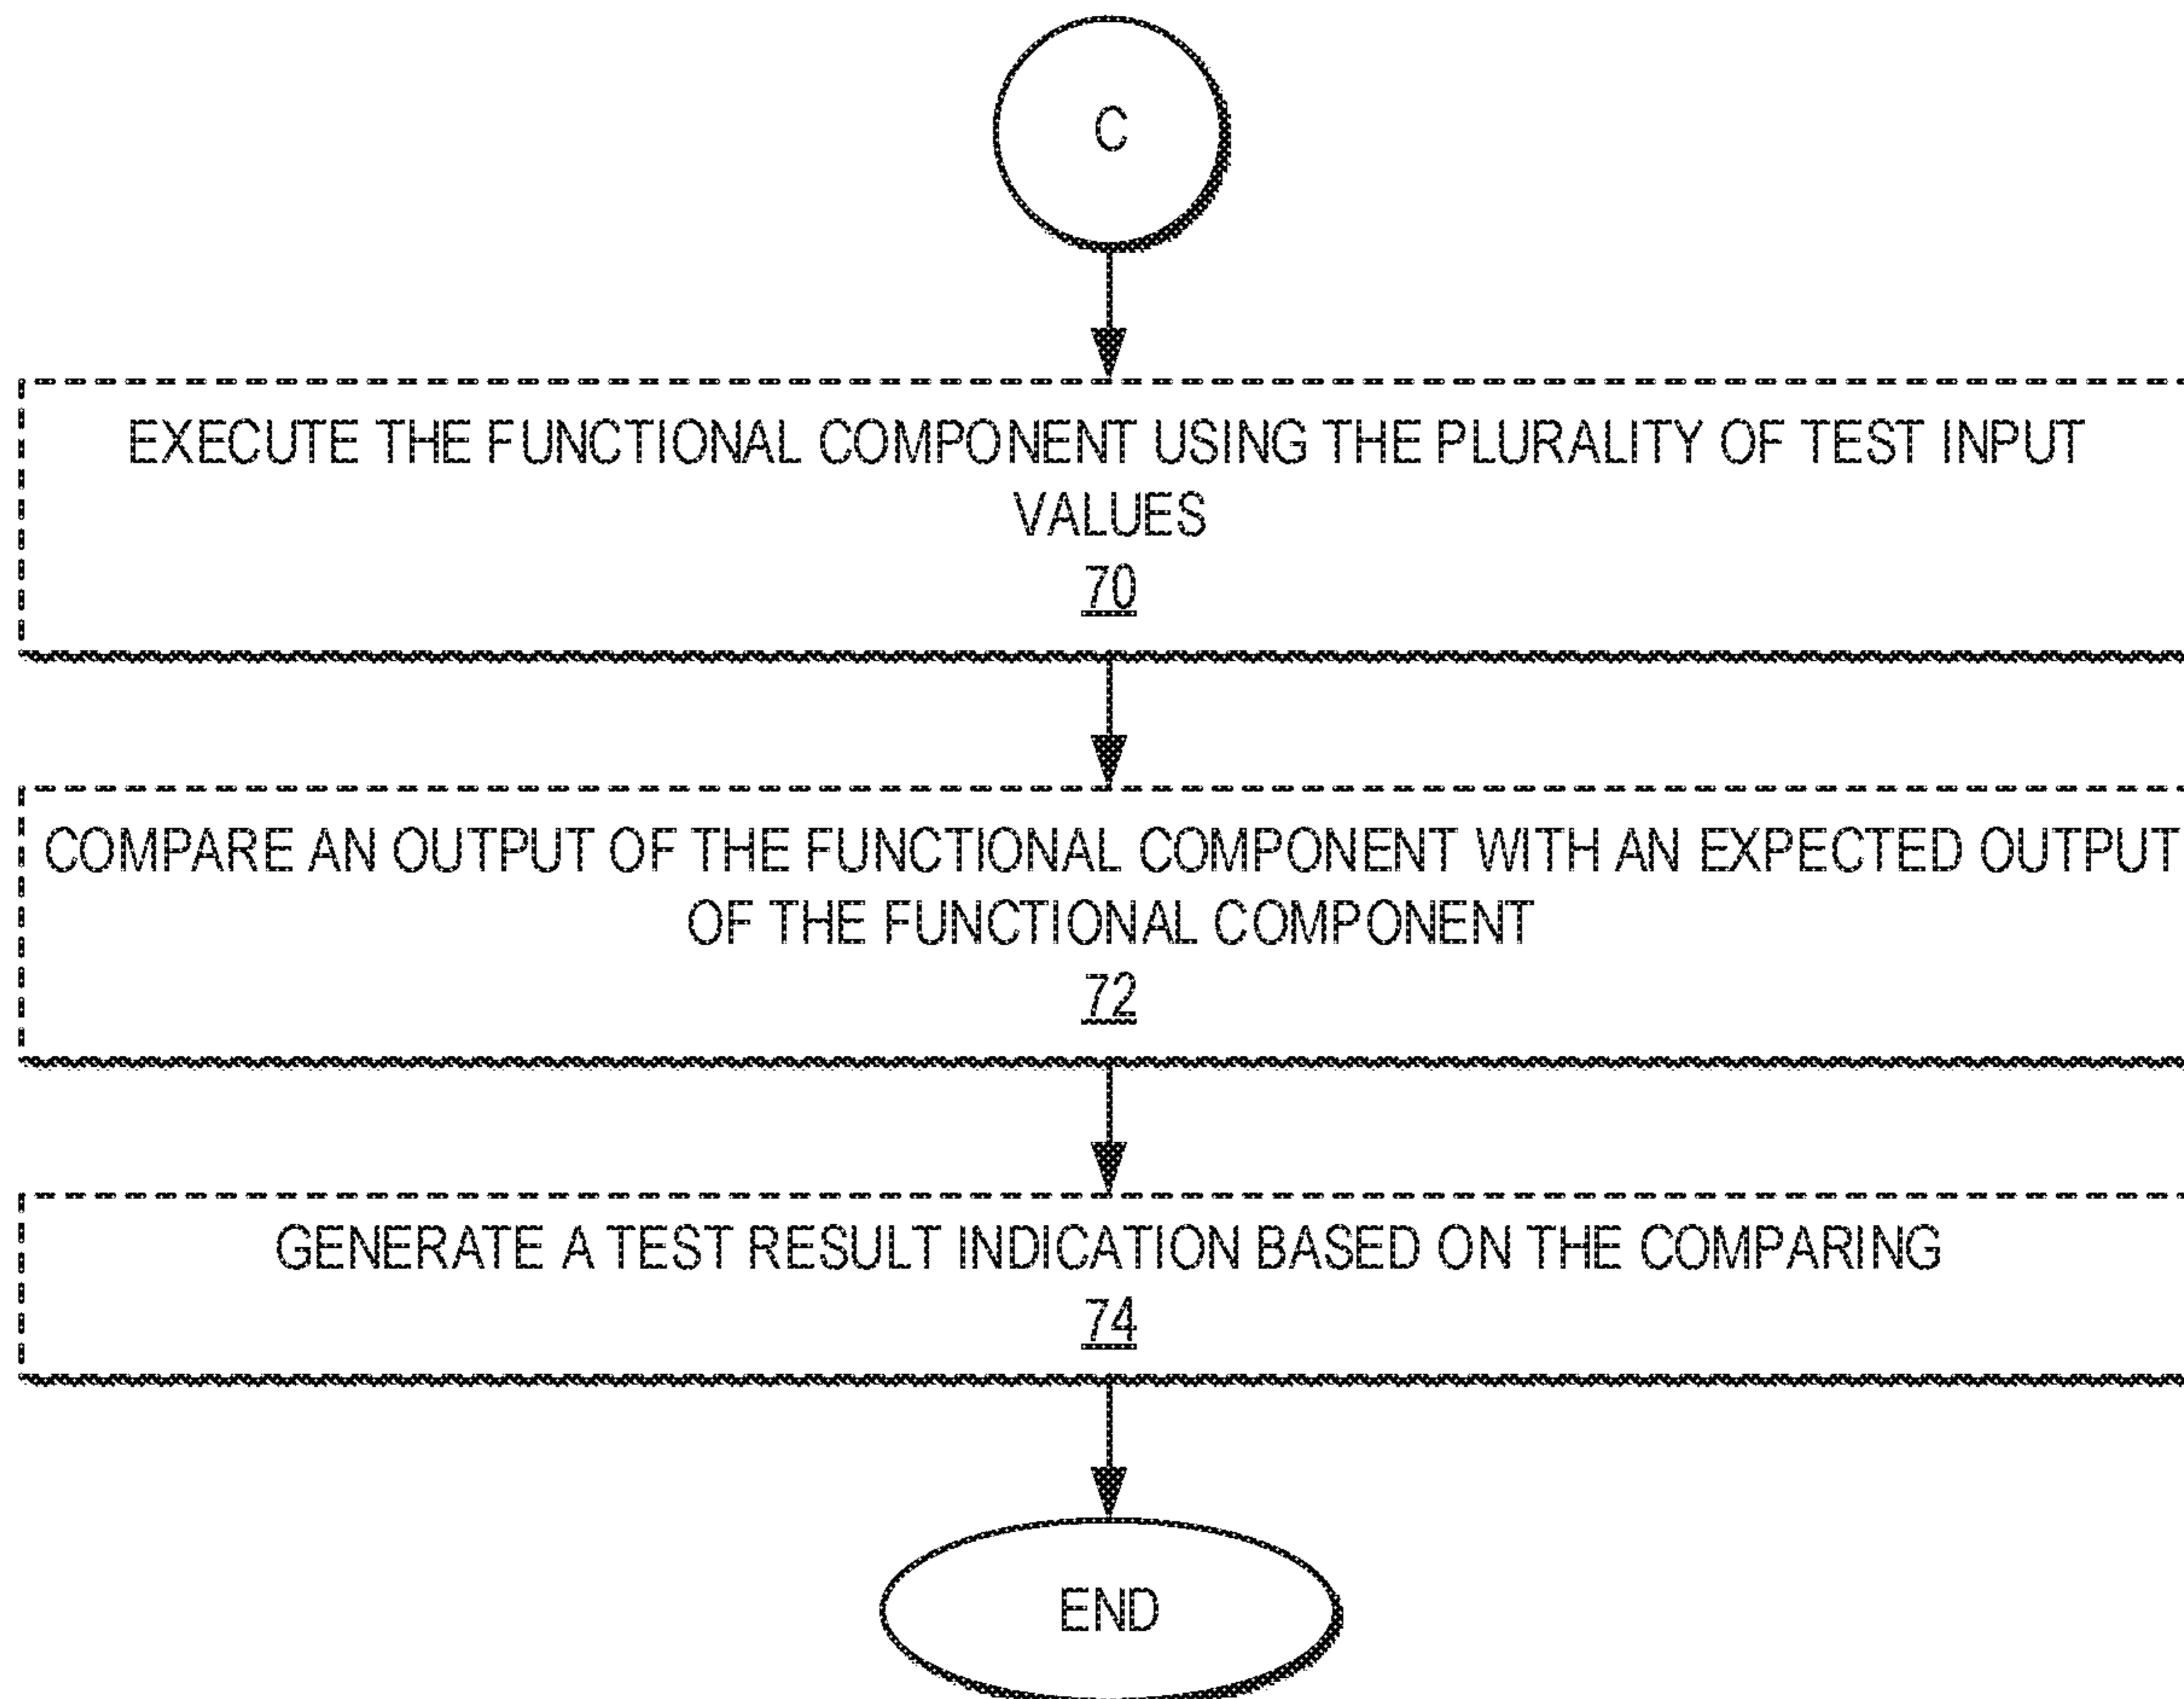 C
EXECUTE THE FUNCTIONAL COMPONENT USING THE PLURALITY OF TEST INPUT
VALUES
70
COMPARE AN OUTPUT OF THE FUNCTIONAL COMPONENT WITH AN EXPECTED OUTPUT
OF THE FUNCTIONAL COMPONENT
72
GENERATE A TEST RESULT INDICATION BASED ON THE COMPARING
74
END